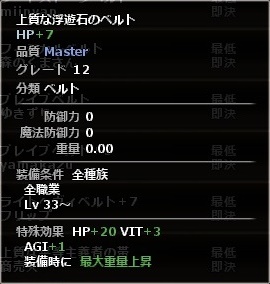 上質な浮遊石のベルト
HP+7
品質 Master
グレード 12
分類 ベルト
防御力 0
魔法防御力 0
重量 0.00
装備条件 全種族
全職業
Lv 33～
特殊効果 HP+20 VIT+3
AGI+1
装備時に 最大重量上昇